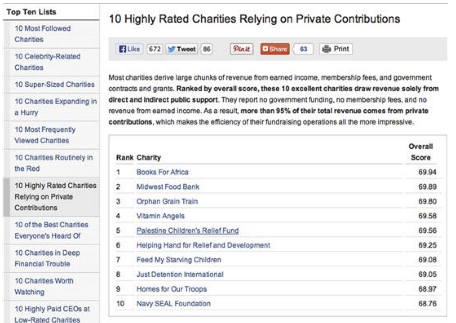 Top Ten Lists
10 Most Followed
Charities
10 Celebrity-Related
Charities
10 Super-Sized Charities
10 Charities Expanding in
a Hurry
10 Most Frequently
Viewed Charities
10 Charities Routinely in
the Red
10 Highly Rated Charities
Relying on Private
Contributions
10 of the Best Charities
Everyone's Heard Of
10 Charities in Deep
Financial Trouble
10 Charities Worth
Watching
10 Highly Paid CEOs at
Low-Rated Charities
10 Highly Rated Charities Relying on Private Contributions
Like 672 Tweet 86 Pin it Share 63 Print
Most charities derive large chunks of revenue from earned income, membership fees, and government
contracts and grants. Ranked by overall score, these 10 excellent charities draw revenue solely from
direct and indirect public support. They report no government funding, no membership fees, and no
revenue from earned income. As a result, more than 95% of their total revenue comes from private
contributions, which makes the efficiency of their fundraising operations all the more impressive.
Rank Charity Overall Score
1 Books For Africa 69.94
2 Midwest Food Bank 69.89
3 Orphan Grain Train 69.80
4 Vitamin Angels 69.58
5 Palestine Children's Relief Fund 69.56
6 Helping Hand for Relief and Development 69.25
7 Feed My Starving Children 69.08
8 Just Detention International 69.05
9 Homes for Our Troops 68.97
10 Navy SEAL Foundation 68.76